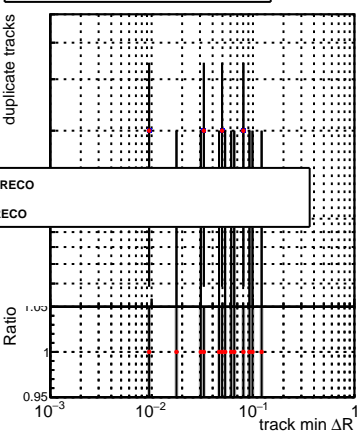 duplicate tracks
RECO
RECO
Ratio
1.05
1
0.95
10⁻³ 10⁻² 10⁻¹ 1
track min ΔR